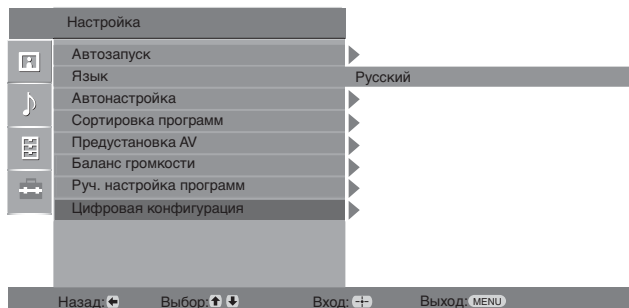 Настройка
Автозапуск
Язык Русский
Автонастройка
Сортировка программ
Предустановка AV
Баланс громкости
Руч. настройка программ
Цифровая конфигурация
Назад: Выбор: Вход: Выход: MENU